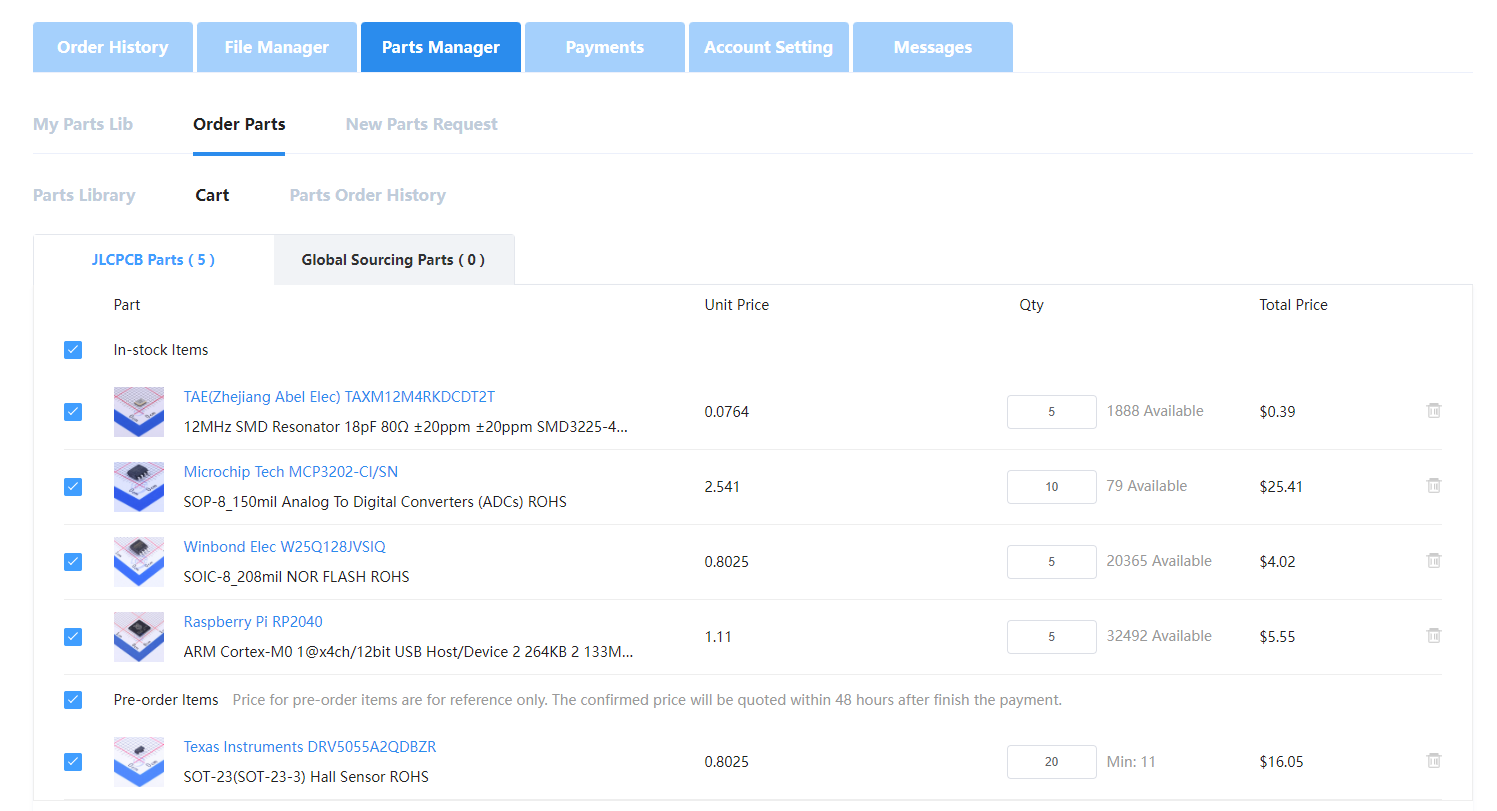 Order History File Manager Parts Manager Payments Account Setting Messages
My Parts Lib Order Parts New Parts Request
Parts Library Cart Parts Order History
JLCPCB Parts ( 5 ) Global Sourcing Parts ( 0 )
Part Unit Price Qty Total Price
In-stock Items
TAE(Zhejiang Abel Elec) TAXM12M4RKDCDT2T
12MHz SMD Resonator 18pF 80Ω ±20ppm ±20ppm SMD3225-4...
0.0764 5 1888 Available $0.39
Microchip Tech MCP3202-CI/SN
SOP-8_150mil Analog To Digital Converters (ADCs) ROHS
2.541 10 79 Available $25.41
Winbond Elec W25Q128JVSIQ
SOIC-8_208mil NOR FLASH ROHS
0.8025 5 20365 Available $4.02
Raspberry Pi RP2040
ARM Cortex-M0 1@x4ch/12bit USB Host/Device 2 264KB 2 133M...
1.11 5 32492 Available $5.55
Pre-order Items Price for pre-order items are for reference only. The confirmed price will be quoted within 48 hours after finish the payment.
Texas Instruments DRV5055A2QDBZR
SOT-23(SOT-23-3) Hall Sensor ROHS
0.8025 20 Min: 11 $16.05